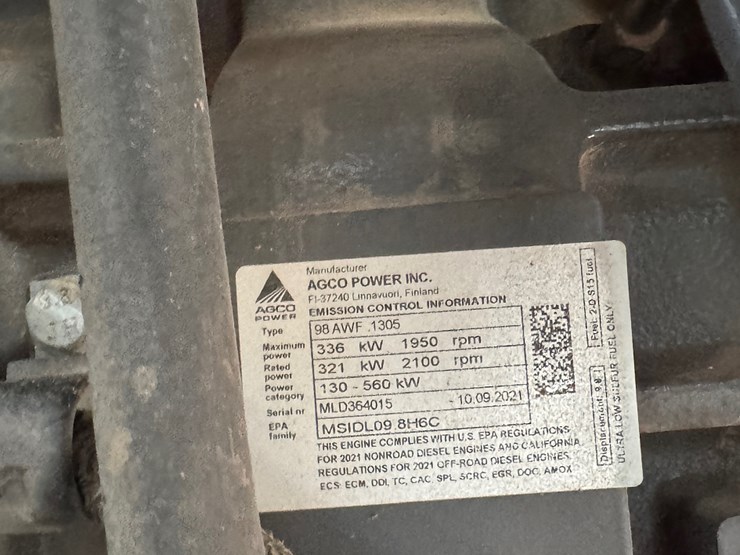 Manufacturer
AGCO POWER INC.
FI-37240 Linnavuori, Finland
EMISSION CONTROL INFORMATION
AGCO
POWER
Type 98 AWF .1305
Maximum power 336 kW 1950 rpm
Rated power 321 kW 2100 rpm
Power category 130 - 560 kW
Serial nr MLD364015 - 10.09.2021
EPA family MSIDL09.8H6C
THIS ENGINE COMPLIES WITH U.S. EPA REGULATIONS
FOR 2021 NONROAD DIESEL ENGINES AND CALIFORNIA
REGULATIONS FOR 2021 OFF-ROAD DIESEL ENGINES.
ECS: ECM, DDI, TC, CAC, SPL, SCRC, EGR, DOC, AMOX
Displacement: 9.8 l
Fuel: 2-D S15 fuel
ULTRA LOW SULFUR FUEL ONLY